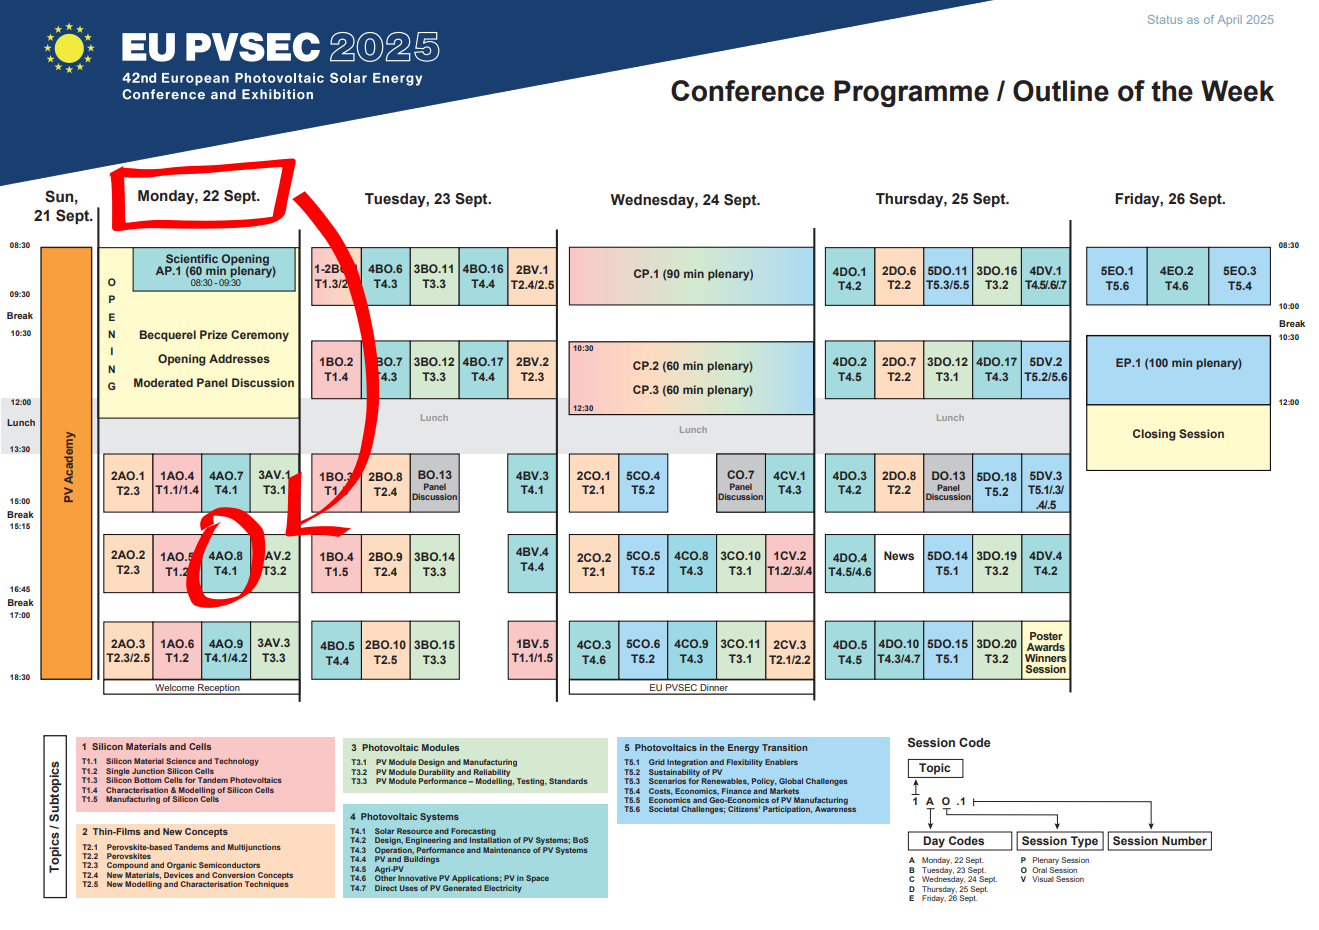 Status as of April 2025
EU PVSEC 2025
42nd European Photovoltaic Solar Energy
Conference and Exhibition
Conference Programme / Outline of the Week
Sun,
21 Sept.
Monday, 22 Sept.
Tuesday, 23 Sept.
Wednesday, 24 Sept.
Thursday, 25 Sept.
Friday, 26 Sept.
08:30
09:30
Break
10:30
12:00
Lunch
13:30
15:00
Break
15:15
16:45
Break
17:00
18:30
PV Academy
OPENING
Scientific Opening
AP.1 (60 min plenary)
08:30 - 09:30
Becquerel Prize Ceremony
Opening Addresses
Moderated Panel Discussion
2AO.1
T2.3
1AO.4
T1.1/1.4
4AO.7
T4.1
3AV.1
T3.1
2AO.2
T2.3
1AO.5
T1.2
4AO.8
T4.1
AV.2
T3.2
2AO.3
T2.3/2.5
1AO.6
T1.2
4AO.9
T4.1/4.2
3AV.3
T3.3
Welcome Reception
4BO.6
T4.3
3BO.11
T3.3
4BO.16
T4.4
2BV.1
T2.4/2.5
1BO.2
T1.4
BO.7
T4.3
3BO.12
T3.3
4BO.17
T4.4
2BV.2
T2.3
Lunch
1BO.3
2BO.8
T2.4
BO.13
Panel
Discussion
4BV.3
T4.1
1BO.4
T1.5
2BO.9
T2.4
3BO.14
T3.3
4BV.4
T4.4
4BO.5
T4.4
2BO.10
T2.5
3BO.15
T3.3
1BV.5
T1.1/1.5
CP.1 (90 min plenary)
10:30
CP.2 (60 min plenary)
CP.3 (60 min plenary)
12:30
Lunch
2CO.1
T2.1
5CO.4
T5.2
CO.7
Panel
Discussion
4CV.1
T4.3
2CO.2
T2.1
5CO.5
T5.2
4CO.8
T4.3
3CO.10
T3.1
1CV.2
T1.2/.3/.4
4CO.3
T4.6
5CO.6
T5.2
4CO.9
T4.3
3CO.11
T3.1
2CV.3
T2.1/2.2
EU PVSEC Dinner
4DO.1
T4.2
2DO.6
T2.2
5DO.11
T5.3/5.5
3DO.16
T3.2
4DV.1
T4.5/.6/.7
4DO.2
T4.5
2DO.7
T2.2
3DO.12
T3.1
4DO.17
T4.3
5DV.2
T5.2/5.6
Lunch
4DO.3
T4.2
2DO.8
T2.2
DO.13
Panel
Discussion
5DO.18
T5.2
5DV.3
T5.1/.3/
.4/.5
4DO.4
T4.5/4.6
News
5DO.14
T5.1
3DO.19
T3.2
4DV.4
T4.2
4DO.5
T4.5
4DO.10
T4.3/4.7
5DO.15
T5.1
3DO.20
T3.2
Poster
Awards
Winners
Session
5EO.1
T5.6
4EO.2
T4.6
5EO.3
T5.4
EP.1 (100 min plenary)
Closing Session
08:30
10:00
Break
10:30
12:00
Topics / Subtopics
1 Silicon Materials and Cells
T1.1 Silicon Material Science and Technology
T1.2 Single Junction Silicon Cells
T1.3 Silicon Bottom Cells for Tandem Photovoltaics
T1.4 Characterisation & Modelling of Silicon Cells
T1.5 Manufacturing of Silicon Cells
2 Thin-Films and New Concepts
T2.1 Perovskite-based Tandems and Multijunctions
T2.2 Perovskites
T2.3 Compound and Organic Semiconductors
T2.4 New Materials, Devices and Conversion Concepts
T2.5 New Modelling and Characterisation Techniques
3 Photovoltaic Modules
T3.1 PV Module Design and Manufacturing
T3.2 PV Module Durability and Reliability
T3.3 PV Module Performance – Modelling, Testing, Standards
4 Photovoltaic Systems
T4.1 Solar Resource and Forecasting
T4.2 Design, Engineering and Installation of PV Systems; BoS
T4.3 Operation, Performance and Maintenance of PV Systems
T4.4 PV and Buildings
T4.5 Agri-PV
T4.6 Other Innovative PV Applications; PV in Space
T4.7 Direct Uses of PV Generated Electricity
5 Photovoltaics in the Energy Transition
T5.1 Grid Integration and Flexibility Enablers
T5.2 Sustainability of PV
T5.3 Scenarios for Renewables, Policy, Global Challenges
T5.4 Costs, Economics, Finance and Markets
T5.5 Economics and Geo-Economics of PV Manufacturing
T5.6 Societal Challenges; Citizens' Participation, Awareness
Session Code
Topic
1 A O .1
Day Codes
Session Type
Session Number
A Monday, 22 Sept.
B Tuesday, 23 Sept.
C Wednesday, 24 Sept.
D Thursday, 25 Sept.
E Friday, 26 Sept.
P Plenary Session
O Oral Session
V Visual Session